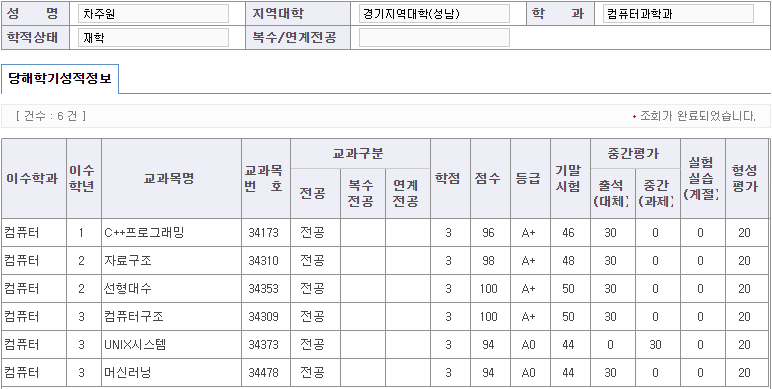 성 명 차주원 지역대학 경기지역대학(성남) 학 과 컴퓨터과학과
학적상태 재학 복수/연계전공
당해학기성적정보
[ 건수 : 6 건 ] • 조회가 완료되었습니다.
이수학과 이수학년 교과목명 교과목번 호 교과구분 학점 점수 등급 기말시험 중간평가 실험실습(계절) 형성평가
전공 복수전공 연계전공 출석(대체) 중간(과제)
컴퓨터 1 C++프로그래밍 34173 전공 3 96 A+ 46 30 0 0 20
컴퓨터 2 자료구조 34310 전공 3 98 A+ 48 30 0 0 20
컴퓨터 2 선형대수 34353 전공 3 100 A+ 50 30 0 0 20
컴퓨터 3 컴퓨터구조 34309 전공 3 100 A+ 50 30 0 0 20
컴퓨터 3 UNIX시스템 34373 전공 3 94 A0 44 0 30 0 20
컴퓨터 3 머신러닝 34478 전공 3 94 A0 44 30 0 0 20